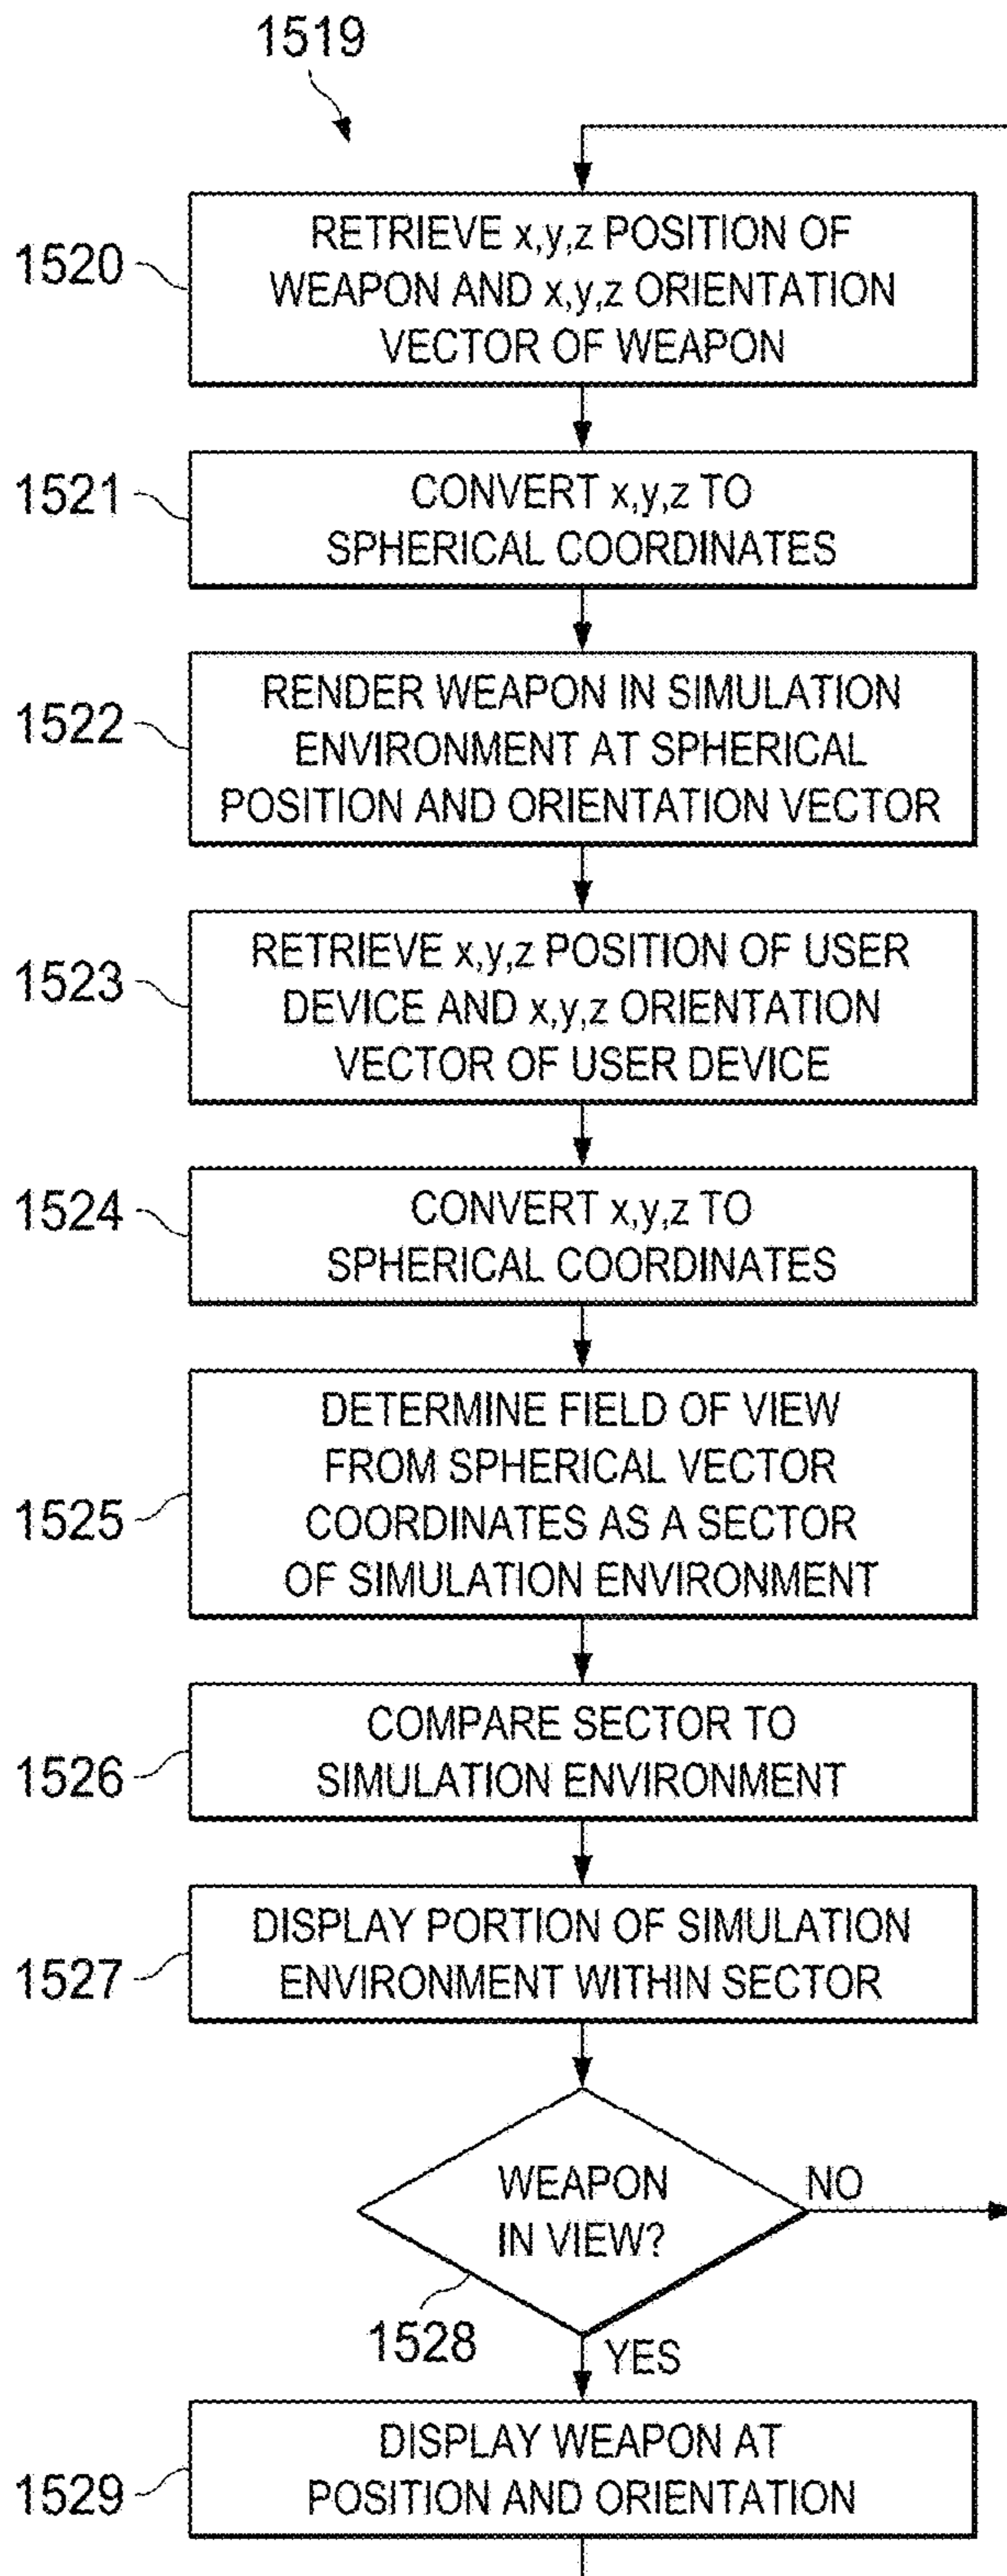 1519
1520
RETRIEVE x,y,z POSITION OF
WEAPON AND x,y,z ORIENTATION
VECTOR OF WEAPON
1521
CONVERT x,y,z TO
SPHERICAL COORDINATES
1522
RENDER WEAPON IN SIMULATION
ENVIRONMENT AT SPHERICAL
POSITION AND ORIENTATION VECTOR
1523
RETRIEVE x,y,z POSITION OF USER
DEVICE AND x,y,z ORIENTATION
VECTOR OF USER DEVICE
1524
CONVERT x,y,z TO
SPHERICAL COORDINATES
1525
DETERMINE FIELD OF VIEW
FROM SPHERICAL VECTOR
COORDINATES AS A SECTOR
OF SIMULATION ENVIRONMENT
1526
COMPARE SECTOR TO
SIMULATION ENVIRONMENT
1527
DISPLAY PORTION OF SIMULATION
ENVIRONMENT WITHIN SECTOR
WEAPON
IN VIEW?
NO
1528
YES
1529
DISPLAY WEAPON AT
POSITION AND ORIENTATION